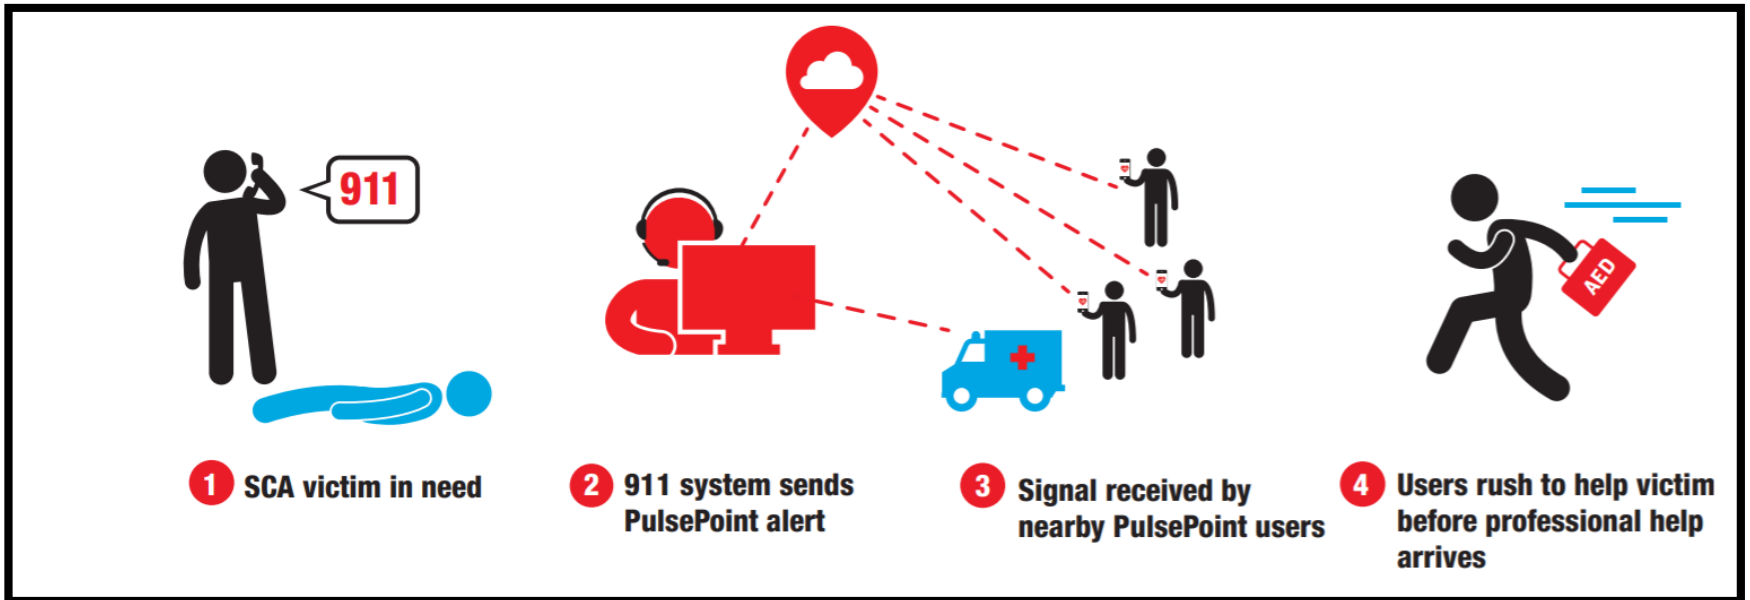 911
AED
1 SCA victim in need
2 911 system sends
PulsePoint alert
3 Signal received by
nearby PulsePoint users
4 Users rush to help victim
before professional help
arrives